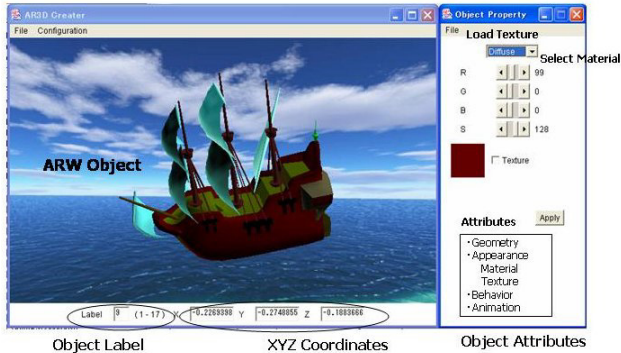 AR3D Creater
File Configuration
ARW Object
Label 9 (1-17) X -0.2269398 Y -0.2748855 Z -0.1883666
Object Label
XYZ Coordinates
Object Property
File
Load Texture
Diffuse
Select Material
R 99
G 0
B 0
S 128
Texture
Attributes
Apply
・Geometry
・Appearance
Material
Texture
・Behavior
・Animation
Object Attributes